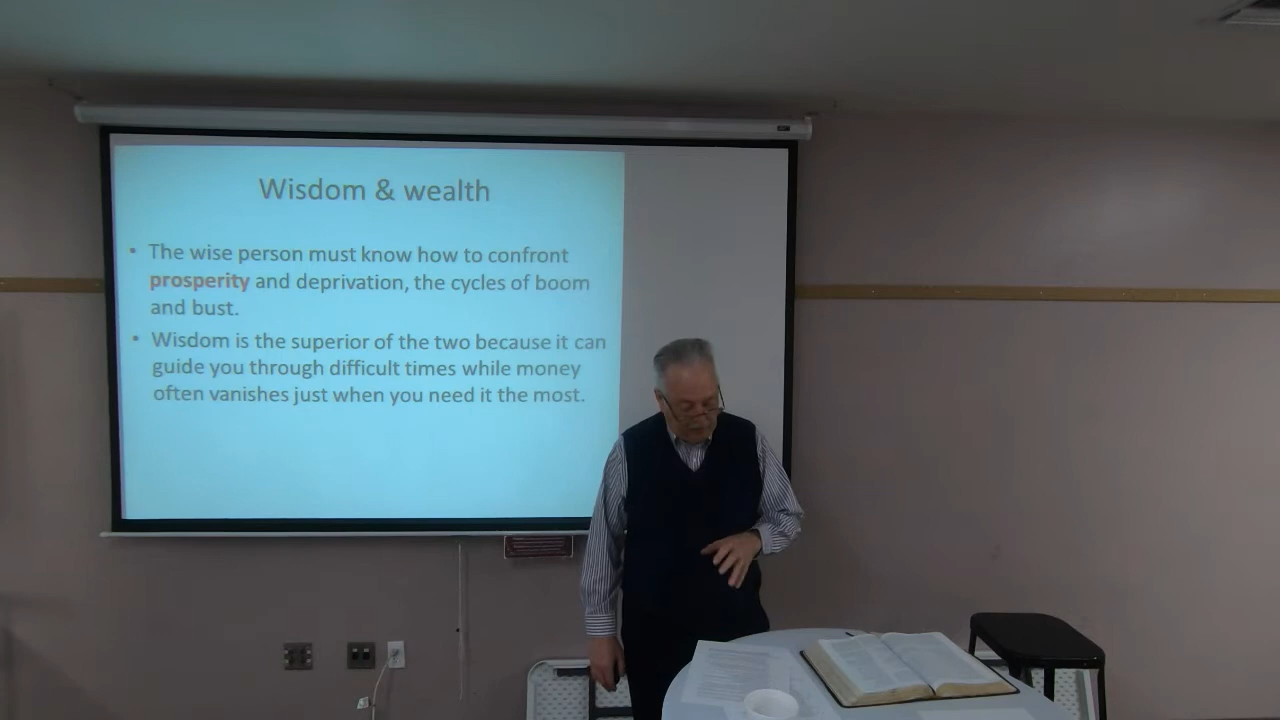 Wisdom & wealth
• The wise person must know how to confront
prosperity and deprivation, the cycles of boom
and bust.
• Wisdom is the superior of the two because it can
guide you through difficult times while money
often vanishes just when you need it the most.